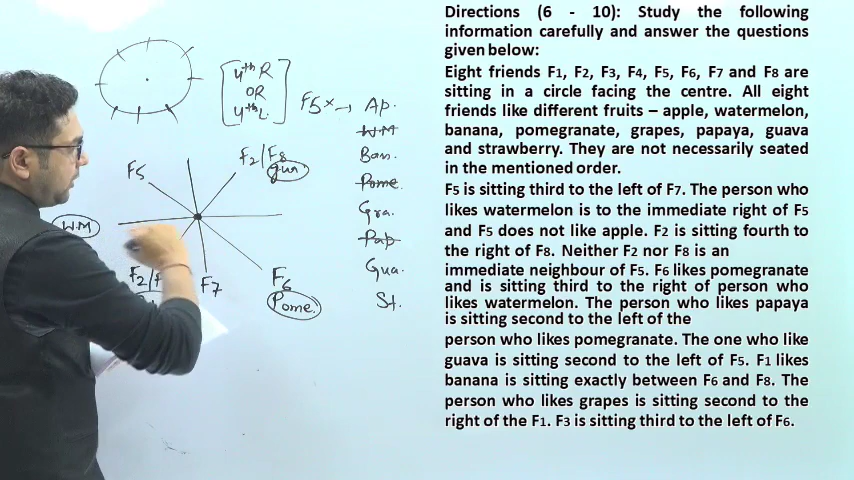 4th R
OR
4th L
F5 x → Ap.
W.M
Ban.
Pome.
Gra.
Pap
Gua.
St.
F5
F2/F8
Gua
W.M
F2/F
F7
F6
Pome.
Directions (6 - 10): Study the following
information carefully and answer the questions
given below:
Eight friends F1, F2, F3, F4, F5, F6, F7 and F8 are
sitting in a circle facing the centre. All eight
friends like different fruits – apple, watermelon,
banana, pomegranate, grapes, papaya, guava
and strawberry. They are not necessarily seated
in the mentioned order.
F5 is sitting third to the left of F7. The person who
likes watermelon is to the immediate right of F5
and F5 does not like apple. F2 is sitting fourth to
the right of F8. Neither F2 nor F8 is an
immediate neighbour of F5. F6 likes pomegranate
and is sitting third to the right of person who
likes watermelon. The person who likes papaya
is sitting second to the left of the
person who likes pomegranate. The one who like
guava is sitting second to the left of F5. F1 likes
banana is sitting exactly between F6 and F8. The
person who likes grapes is sitting second to the
right of the F1. F3 is sitting third to the left of F6.